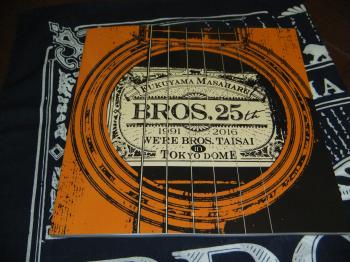 FUKUYAMA MASAHARU
BROS. 25th
1991 2016
WE'RE BROS. TAISAI
in
TOKYO DOME